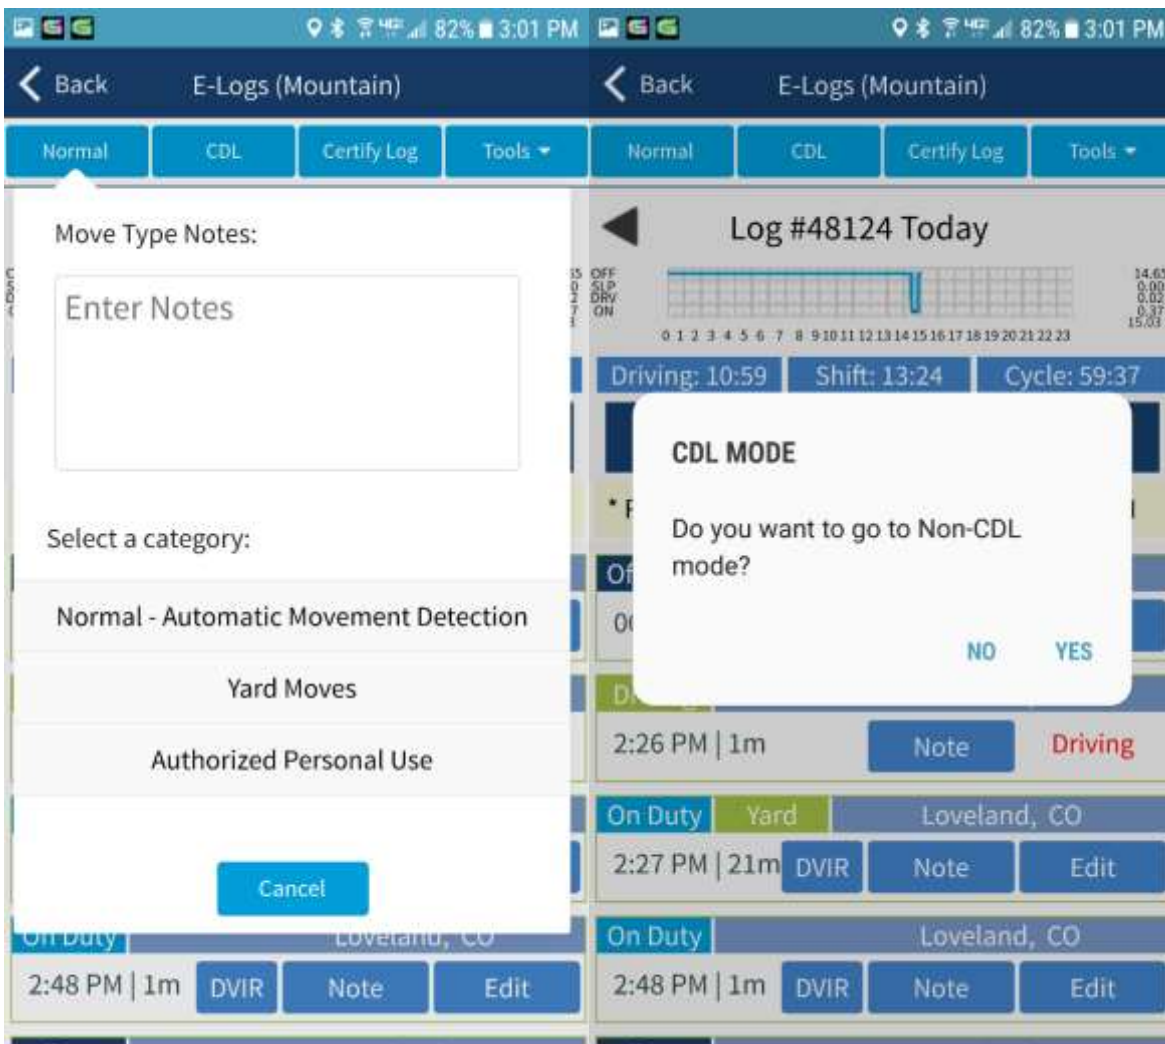 82% 3:01 PM
Back E-Logs (Mountain)
Normal CDL Certify Log Tools
Move Type Notes:
Enter Notes
Select a category:
Normal - Automatic Movement Detection
Yard Moves
Authorized Personal Use
Cancel
On Duty Loveland, CO
2:48 PM | 1m DVIR Note Edit
82% 3:01 PM
Back E-Logs (Mountain)
Normal CDL Certify Log Tools
Log #48124 Today
OFF 14.65
SLP 0.00
DRV 0.02
ON 0.37
15.03
0 1 2 3 4 5 6 7 8 9 10 11 12 13 14 15 16 17 18 19 20 21 22 23
Driving: 10:59 Shift: 13:24 Cycle: 59:37
CDL MODE
Do you want to go to Non-CDL
mode?
NO YES
2:26 PM | 1m Note Driving
On Duty Yard Loveland, CO
2:27 PM | 21m DVIR Note Edit
On Duty Loveland, CO
2:48 PM | 1m DVIR Note Edit